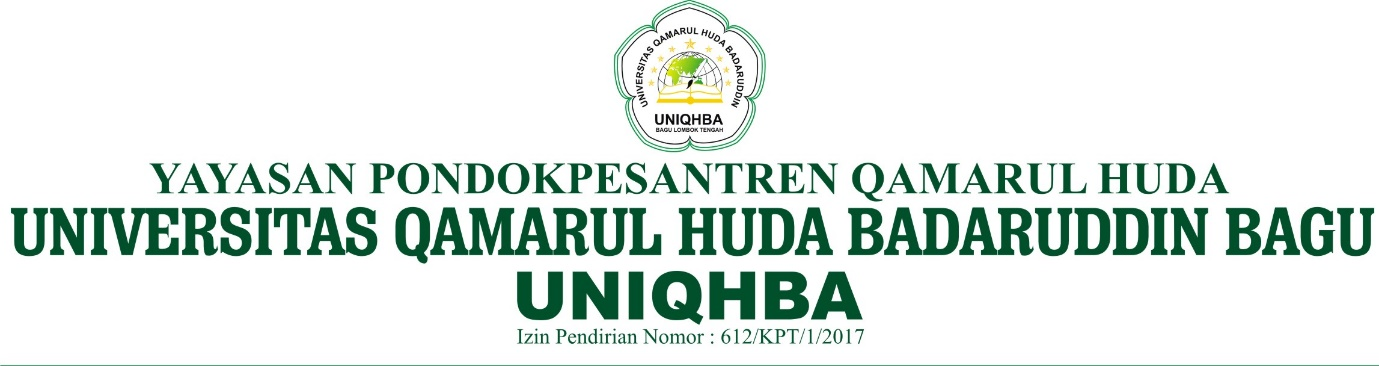 UNIVERSITAS QAMARUL HUDA BADARUDDIN
UNIQHBA
BAGU LOMBOK TENGAH
YAYASAN PONDOKPESANTREN QAMARUL HUDA
UNIVERSITAS QAMARUL HUDA BADARUDDIN BAGU
UNIQHBA
Izin Pendirian Nomor : 612/KPT/1/2017